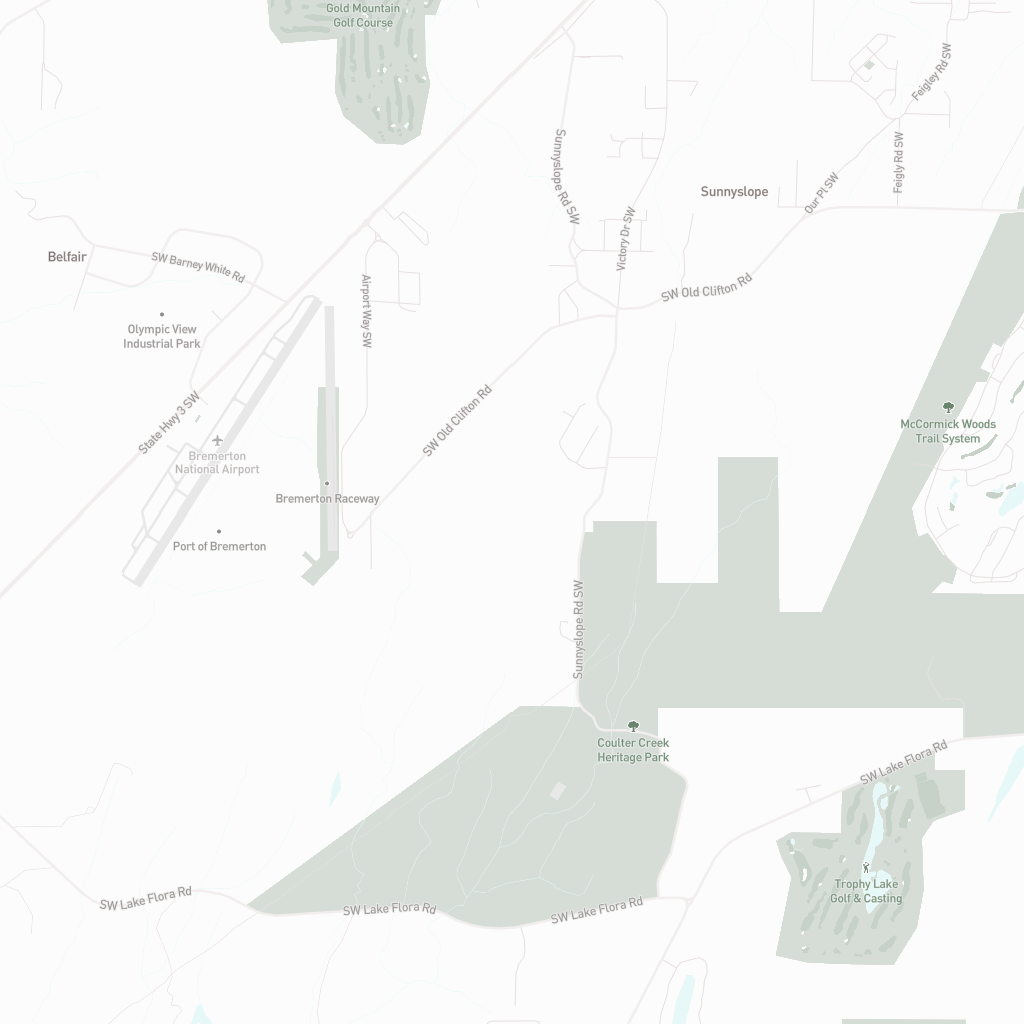 Gold Mountain
Golf Course
Feigley Rd SW
Sunnyslope Rd SW
Feigly Rd SW
Sunnyslope
Our Pl SW
Victory Dr SW
Belfair
SW Barney White Rd
SW Old Clifton Rd
Airport Way SW
Olympic View
Industrial Park
State Hwy 3 SW
SW Old Clifton Rd
McCormick Woods
Trail System
Bremerton
National Airport
Bremerton Raceway
Port of Bremerton
Sunnyslope Rd SW
Coulter Creek
Heritage Park
SW Lake Flora Rd
Trophy Lake
Golf & Casting
SW Lake Flora Rd
SW Lake Flora Rd
SW Lake Flora Rd